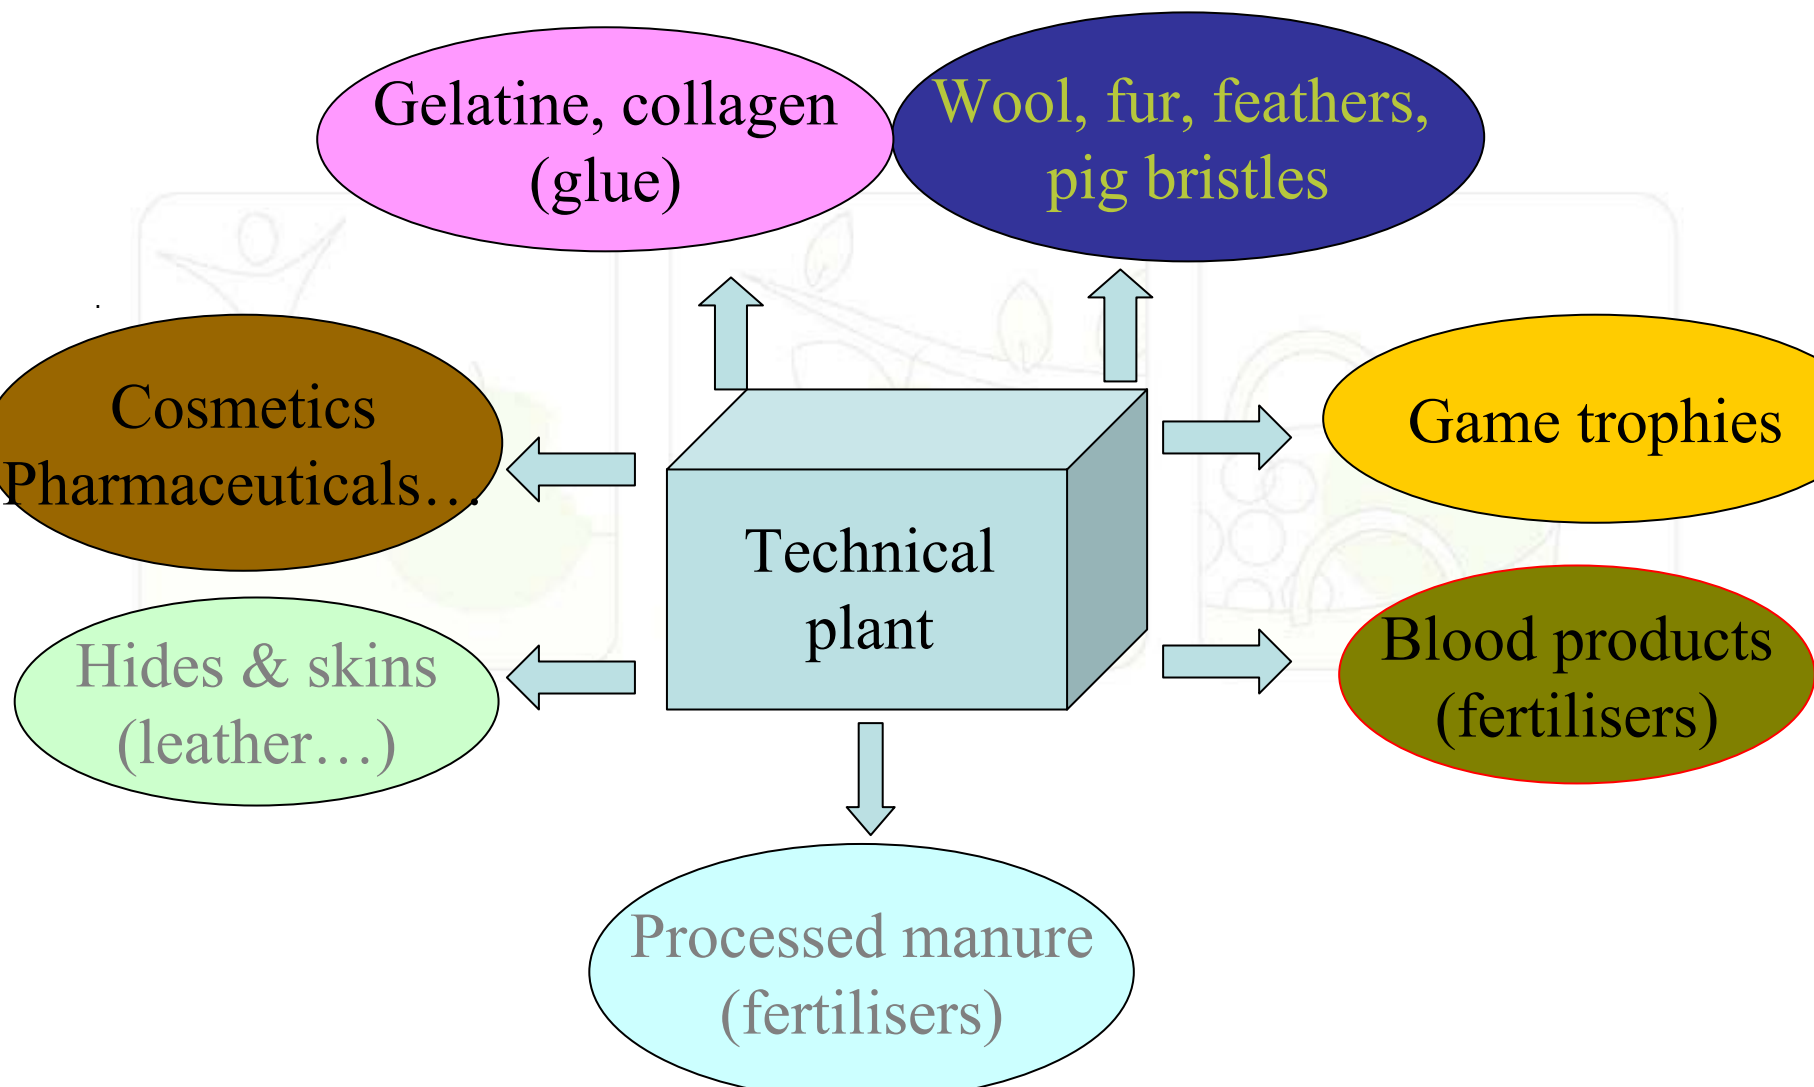 Gelatine, collagen
(glue)
Wool, fur, feathers,
pig bristles
Cosmetics
Pharmaceuticals…
Game trophies
Technical
plant
Hides & skins
(leather…)
Blood products
(fertilisers)
Processed manure
(fertilisers)